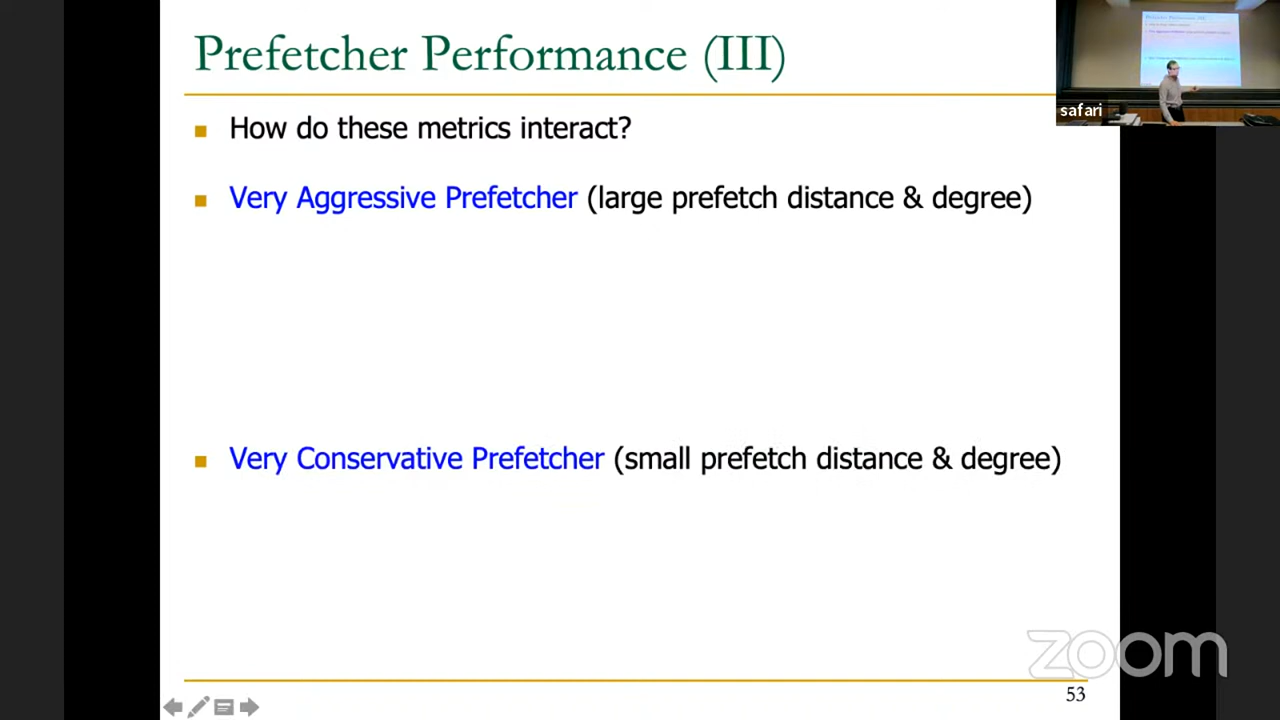 Prefetcher Performance (III)
safari
How do these metrics interact?
Very Aggressive Prefetcher (large prefetch distance & degree)
Very Conservative Prefetcher (small prefetch distance & degree)
zoom
53